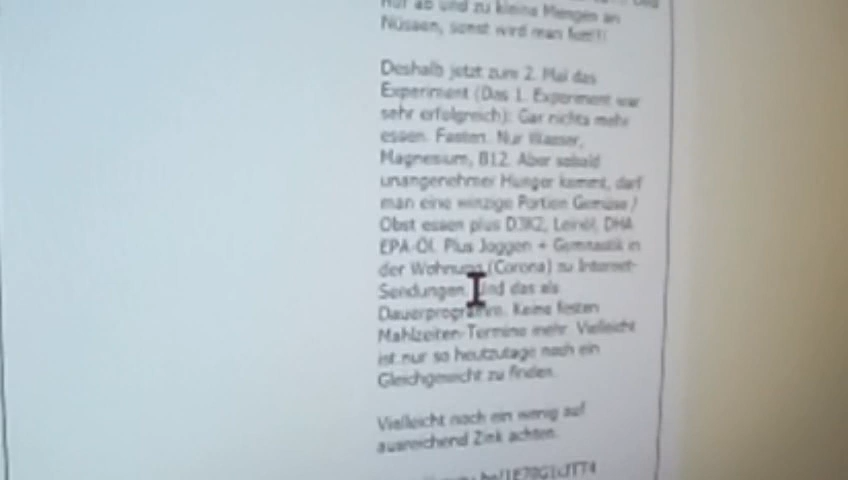 Nur ab und zu kleine Mengen an
Nüssen, sonst wird man fett!!!
Deshalb jetzt zum 2. Mal das
Experiment (Das 1. Experiment war
sehr erfolgreich): Gar nichts mehr
essen. Fasten. Nur Wasser,
Magnesium, B12. Aber sobald
unangenehmer Hunger kommt, darf
man eine winzige Portion Gemüse /
Obst essen plus D3K2, Leinöl, DHA
EPA-Öl. Plus Joggen + Gymnastik in
der Wohnung (Corona) zu Internet-
Sendungen. Und das als
Dauerprogramm. Keine festen
Mahlzeiten-Termine mehr. Vielleicht
ist nur so heutzutage noch ein
Gleichgewicht zu finden.
Vielleicht noch ein wenig auf
ausreichend Zink achten.